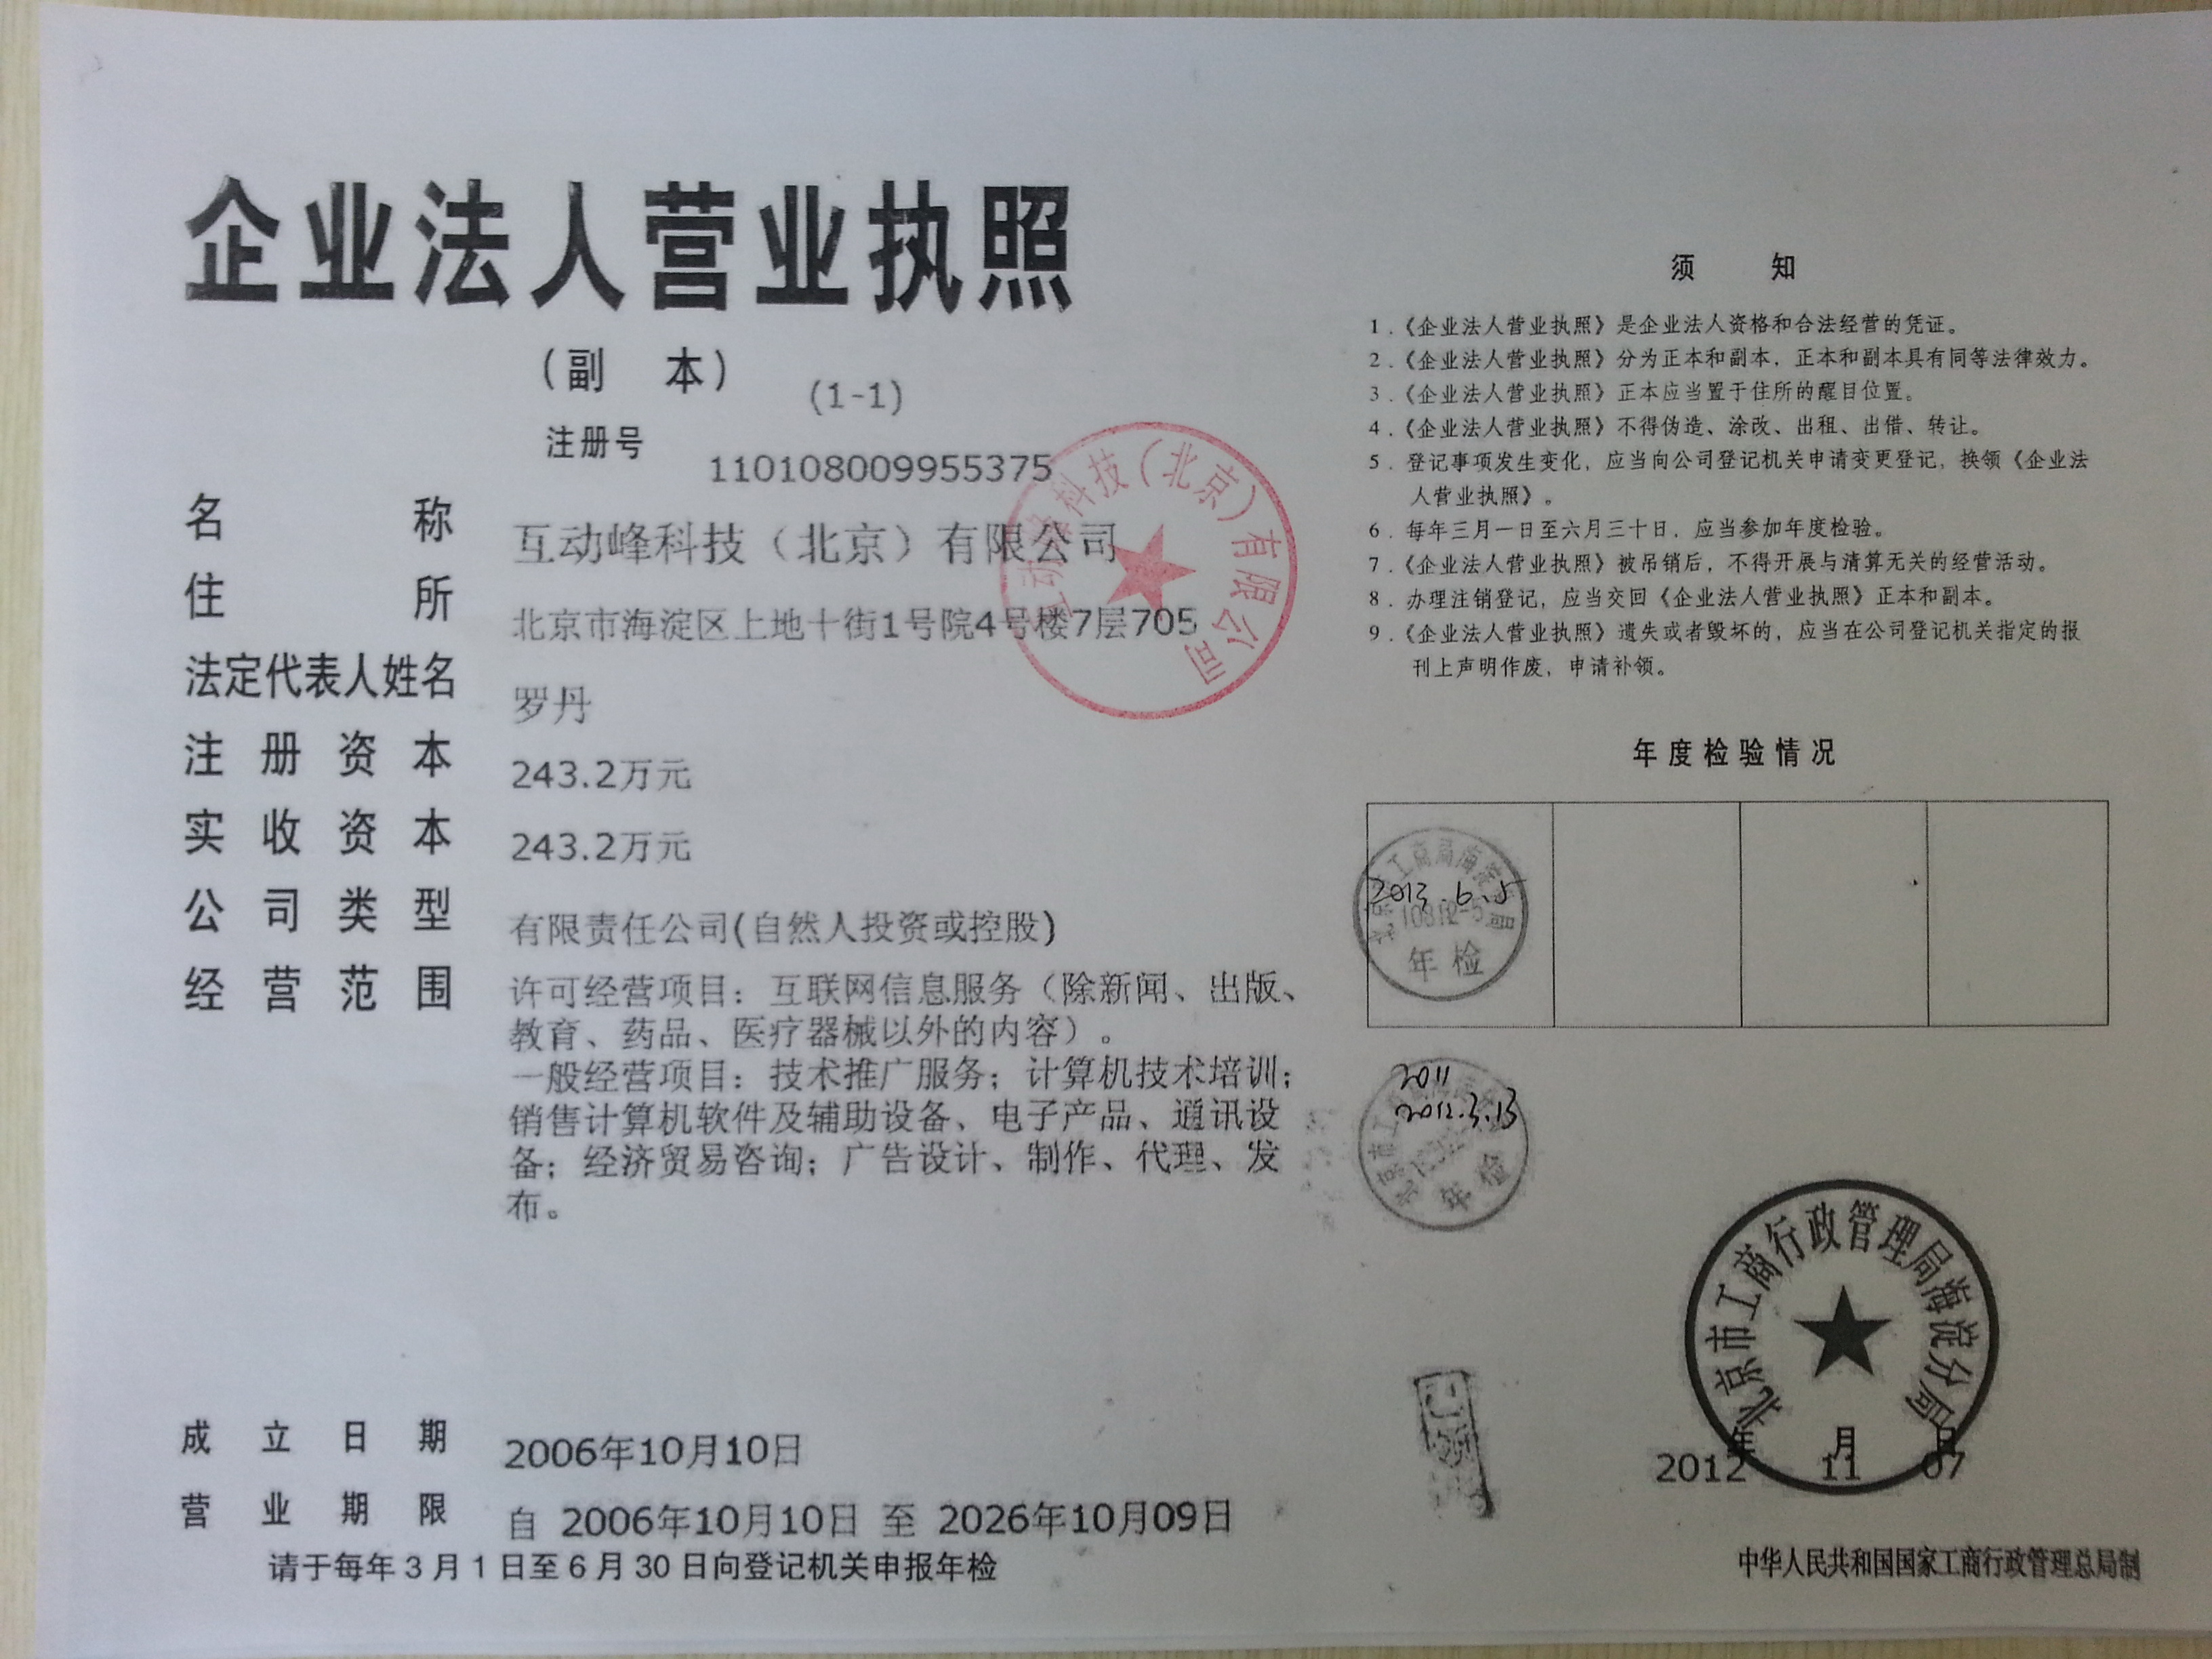 企业法人营业执照
(副 本)
(1-1)
注册号
110108009955375
名 称 互动峰科技（北京）有限公司
住 所 北京市海淀区上地十街1号院4号楼7层705
法定代表人姓名 罗丹
注册资本 243.2万元
实收资本 243.2万元
公司类型 有限责任公司(自然人投资或控股)
经营范围 许可经营项目：互联网信息服务（除新闻、出版、
教育、药品、医疗器械以外的内容）。
一般经营项目：技术推广服务；计算机技术培训；
销售计算机软件及辅助设备、电子产品、通讯设
备；经济贸易咨询；广告设计、制作、代理、发
布。
成立日期 2006年10月10日
营业期限 自 2006年10月10日 至 2026年10月09日
请于每年3月1日至6月30日向登记机关申报年检
互动峰科技（北京）有限公司
须 知
1．《企业法人营业执照》是企业法人资格和合法经营的凭证。
2．《企业法人营业执照》分为正本和副本，正本和副本具有同等法律效力。
3．《企业法人营业执照》正本应当置于住所的醒目位置。
4．《企业法人营业执照》不得伪造、涂改、出租、出借、转让。
5．登记事项发生变化，应当向公司登记机关申请变更登记，换领《企业法
人营业执照》。
6．每年三月一日至六月三十日，应当参加年度检验。
7．《企业法人营业执照》被吊销后，不得开展与清算无关的经营活动。
8．办理注销登记，应当交回《企业法人营业执照》正本和副本。
9．《企业法人营业执照》遗失或者毁坏的，应当在公司登记机关指定的报
刊上声明作废，申请补领。
年度检验情况
北京市工商局海淀分局
2013.6.5
年检
2011
2012.3.13
年检
北京市工商行政管理局海淀分局
年 月 日
2012 11 07
中华人民共和国国家工商行政管理总局制